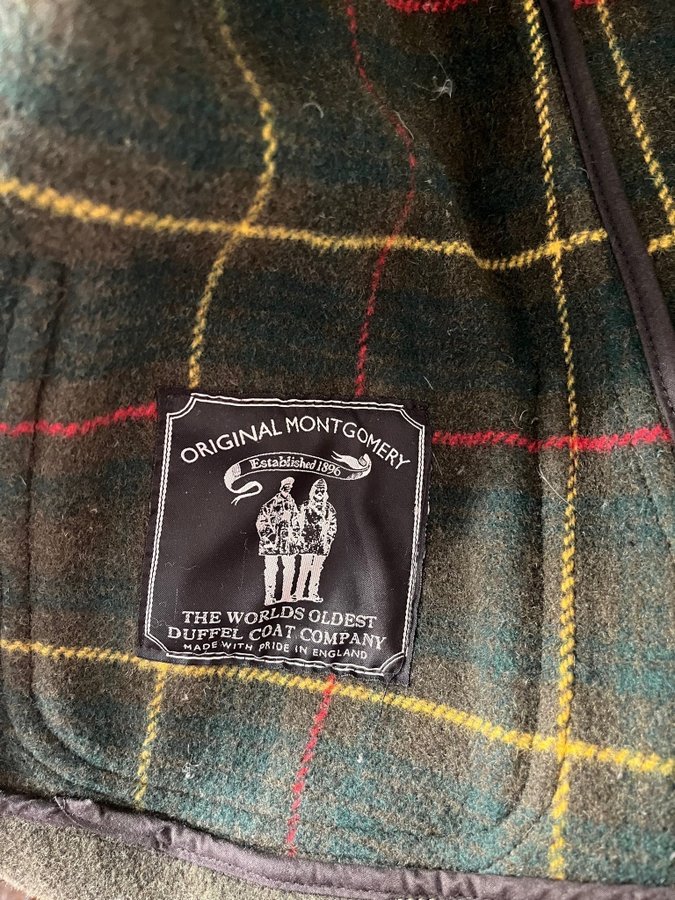 ORIGINAL MONTGOMERY
Established 1896
THE WORLDS OLDEST
DUFFEL COAT COMPANY
MADE WITH PRIDE IN ENGLAND